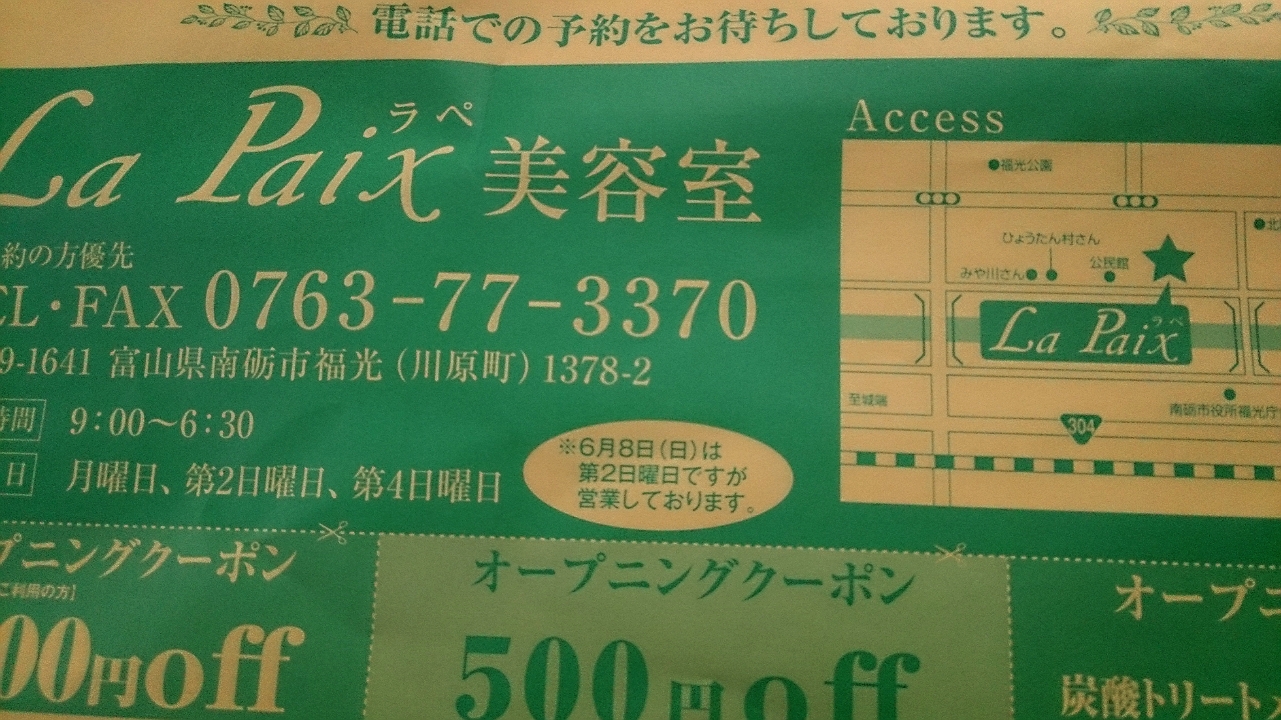 電話での予約をお待ちしております。
La Paix 美容室
ラペ
約の方優先
EL・FAX 0763-77-3370
9-1641 富山県南砺市福光(川原町)1378-2
時間 9:00～6:30
日 月曜日、第2日曜日、第4日曜日
※6月8日(日)は
第2日曜日ですが
営業しております。
Access
福光公園
ひょうたん村さん
みや川さん
公民館
北
La Paix
ラペ
至城端
南砺市役所福光庁
304
プニングクーポン
ご利用の方】
00円off
オープニングクーポン
500円off
オープニ
炭酸トリートメ